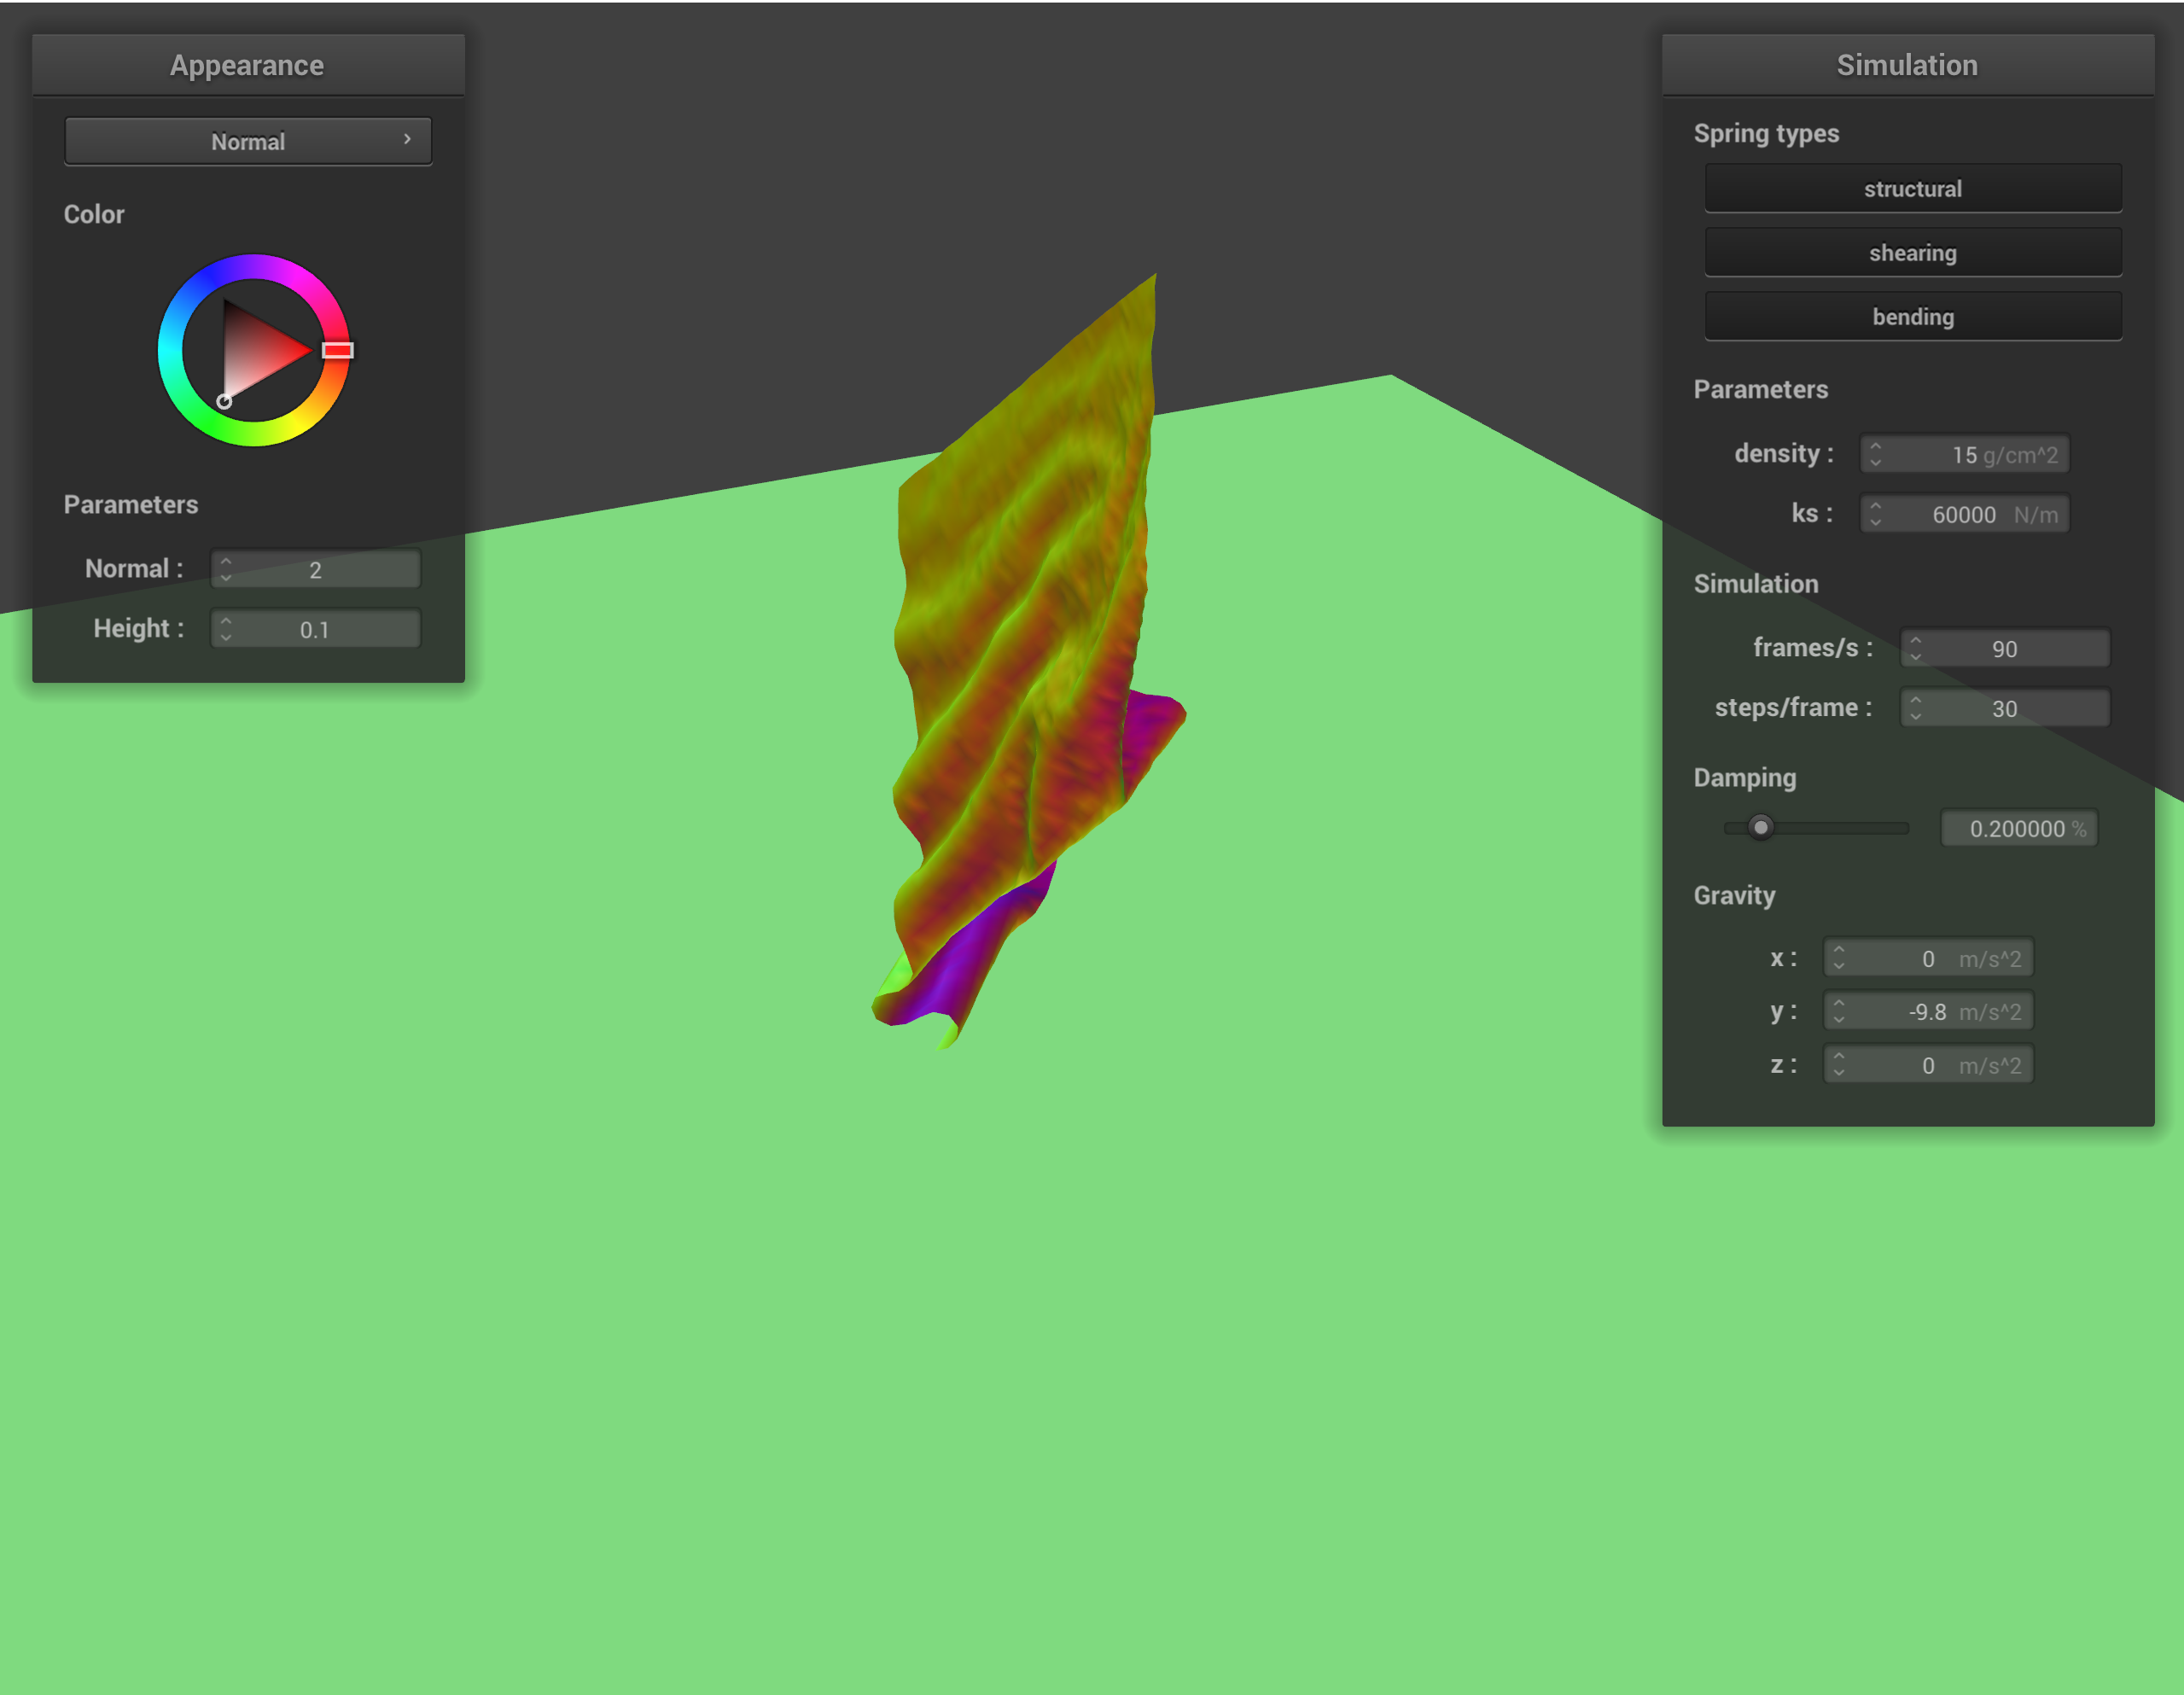 Appearance
Normal
Color
Parameters
Normal : 2
Height : 0.1
Simulation
Spring types
structural
shearing
bending
Parameters
density : 15 g/cm^2
ks : 60000 N/m
Simulation
frames/s : 90
steps/frame : 30
Damping
0.200000 %
Gravity
x : 0 m/s^2
y : -9.8 m/s^2
z : 0 m/s^2